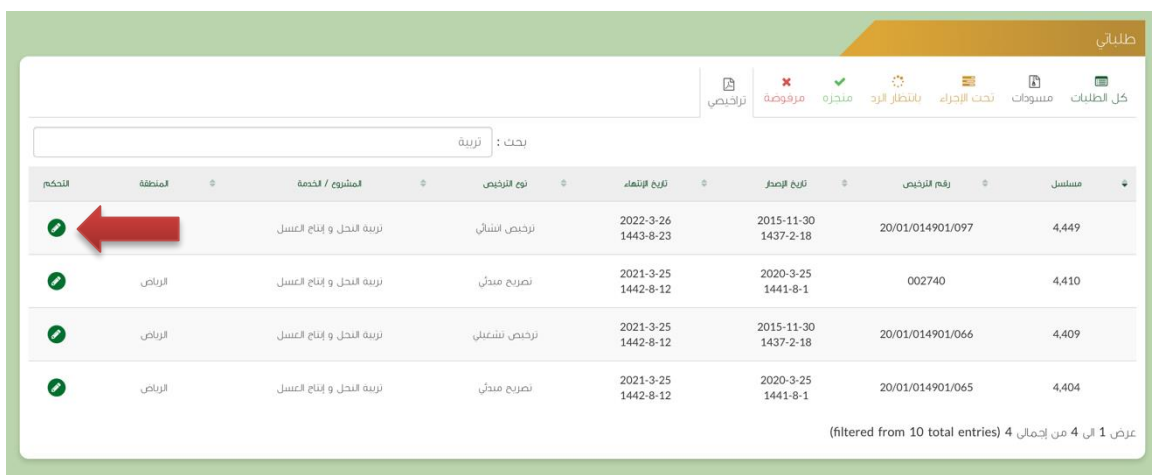 طلباتي
كل الطلبات مسودات تحت الإجراء بانتظار الرد منجزه مرفوضة تراخيصي
بحث : تربية
مسلسل رقم الترخيص تاريخ الإصدار تاريخ الإنتهاء نوع الترخيص المشروع / الخدمة المنطقة التحكم
4,449 20/01/014901/097 2015-11-30 2022-3-26 ترخيص انشائي تربية النحل و إنتاج العسل
1437-2-18 1443-8-23
4,410 002740 2020-3-25 2021-3-25 تصريح مبدئي تربية النحل و إنتاج العسل الرياض
1441-8-1 1442-8-12
4,409 20/01/014901/066 2015-11-30 2021-3-25 ترخيص تشغيلي تربية النحل و إنتاج العسل الرياض
1437-2-18 1442-8-12
4,404 20/01/014901/065 2020-3-25 2021-3-25 تصريح مبدئي تربية النحل و إنتاج العسل الرياض
1441-8-1 1442-8-12
عرض 1 الى 4 من إجمالى 4 (filtered from 10 total entries)